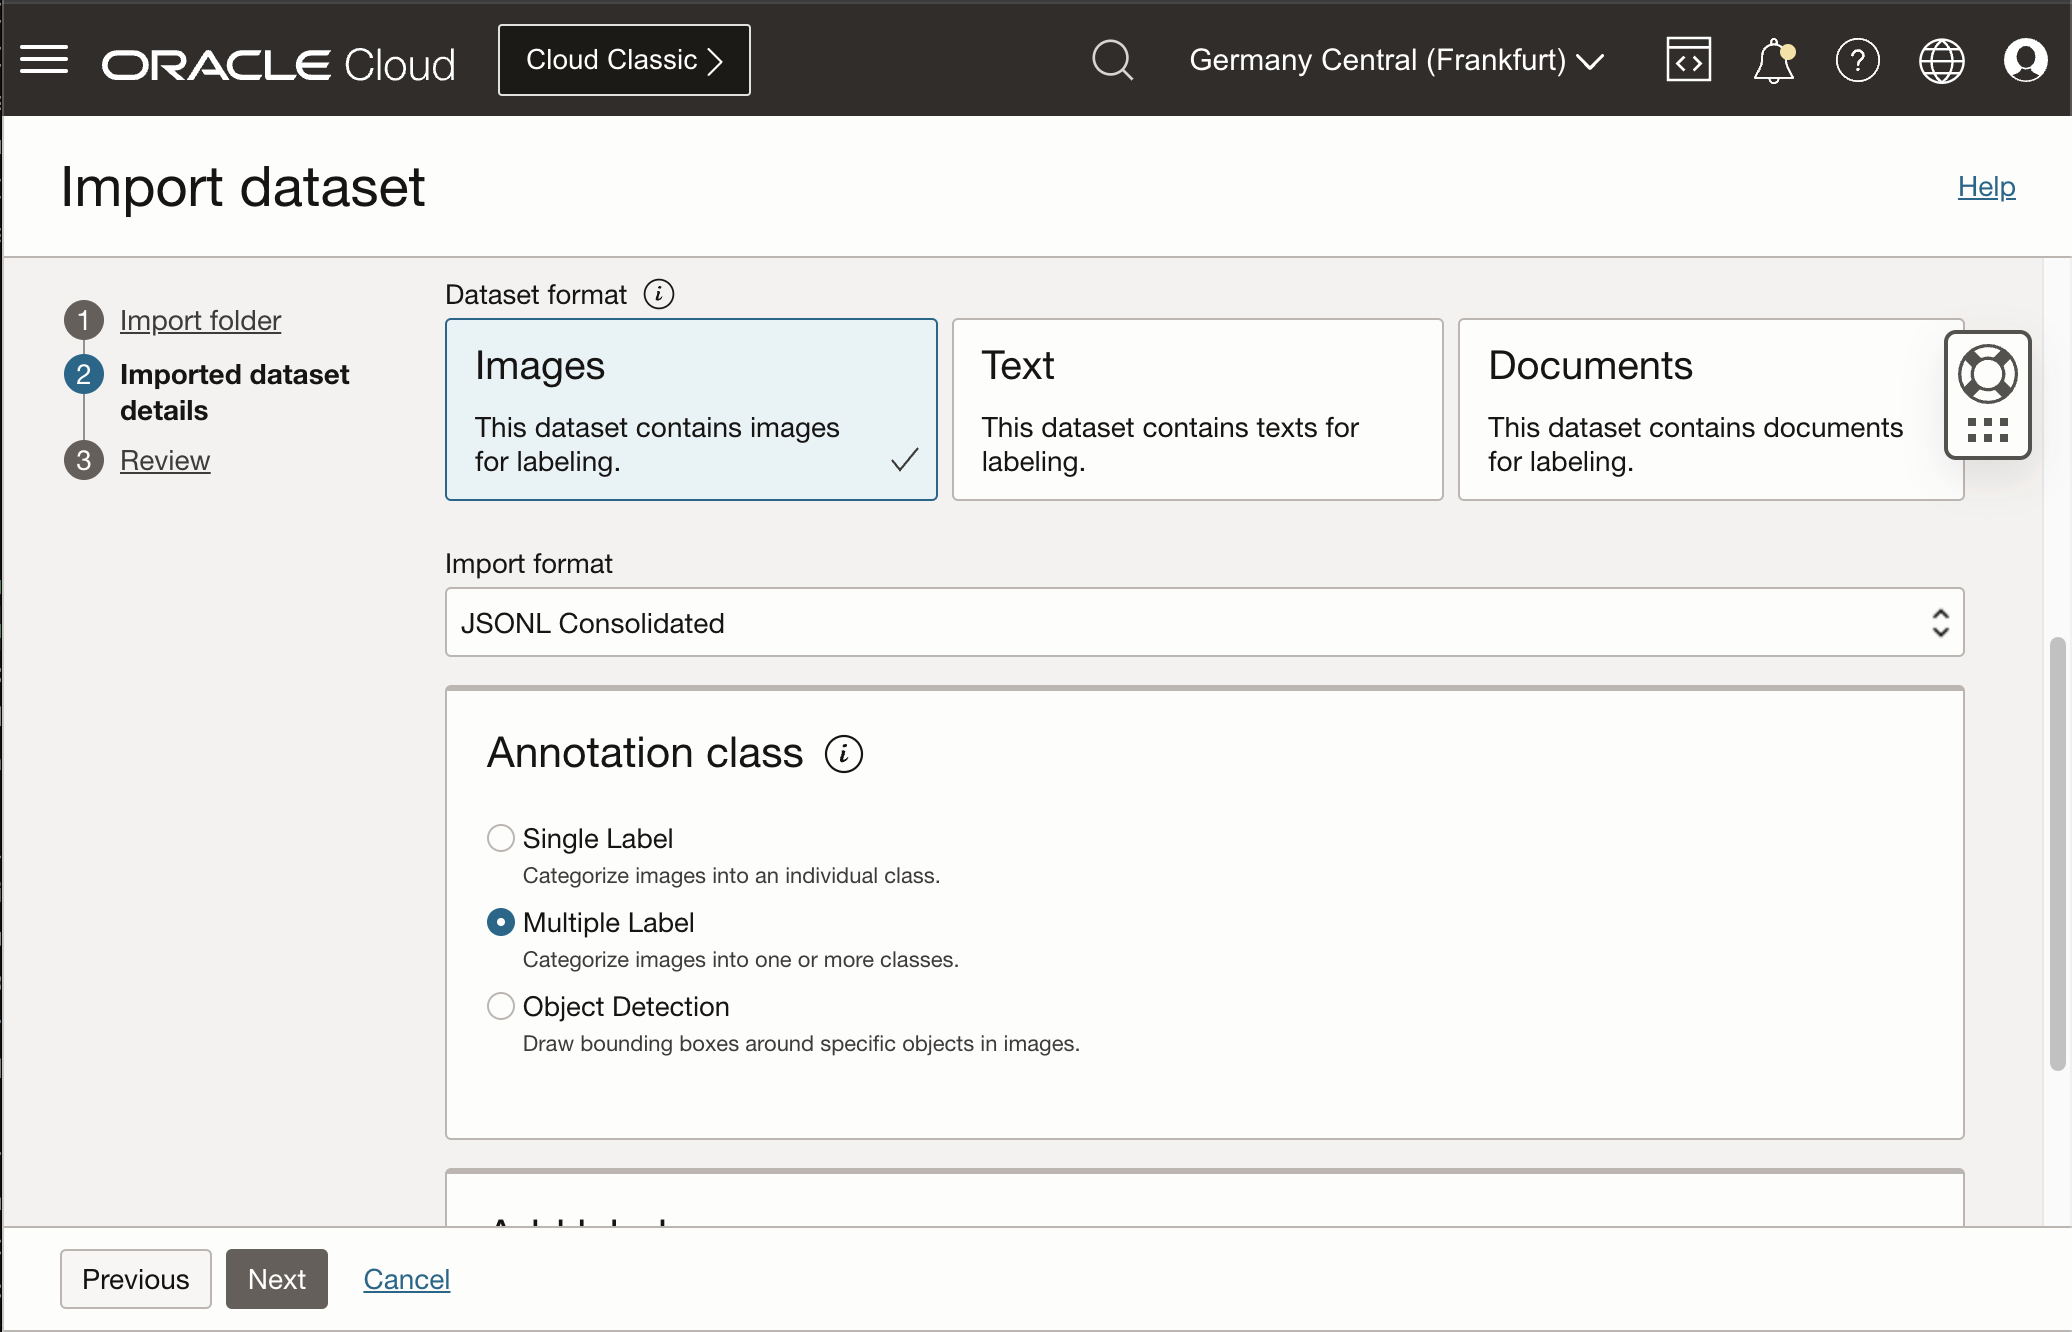 ORACLE Cloud
Cloud Classic
Germany Central (Frankfurt)
Import dataset
Help
1 Import folder
2 Imported dataset
details
3 Review
Dataset format
Images
This dataset contains images
for labeling.
Text
This dataset contains texts for
labeling.
Documents
This dataset contains documents
for labeling.
Import format
JSONL Consolidated
Annotation class
Single Label
Categorize images into an individual class.
Multiple Label
Categorize images into one or more classes.
Object Detection
Draw bounding boxes around specific objects in images.
Previous
Next
Cancel